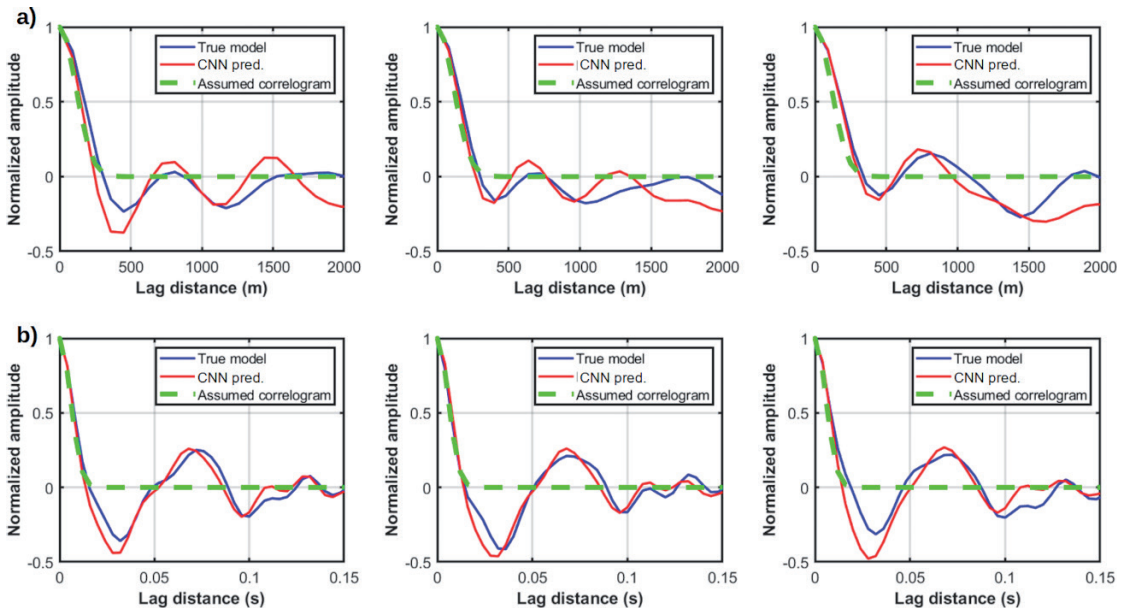 a)
1
0.5
0
-0.5
Normalized amplitude
True model
CNN pred.
Assumed correlogram
0 500 1000 1500 2000
Lag distance (m)
1
0.5
0
-0.5
Normalized amplitude
True model
CNN pred.
Assumed correlogram
0 500 1000 1500 2000
Lag distance (m)
1
0.5
0
-0.5
Normalized amplitude
True model
CNN pred.
Assumed correlogram
0 500 1000 1500 2000
Lag distance (m)
b)
1
0.5
0
-0.5
Normalized amplitude
True model
CNN pred.
Assumed correlogram
0 0.05 0.1 0.15
Lag distance (s)
1
0.5
0
-0.5
Normalized amplitude
True model
CNN pred.
Assumed correlogram
0 0.05 0.1 0.15
Lag distance (s)
1
0.5
0
-0.5
Normalized amplitude
True model
CNN pred.
Assumed correlogram
0 0.05 0.1 0.15
Lag distance (s)